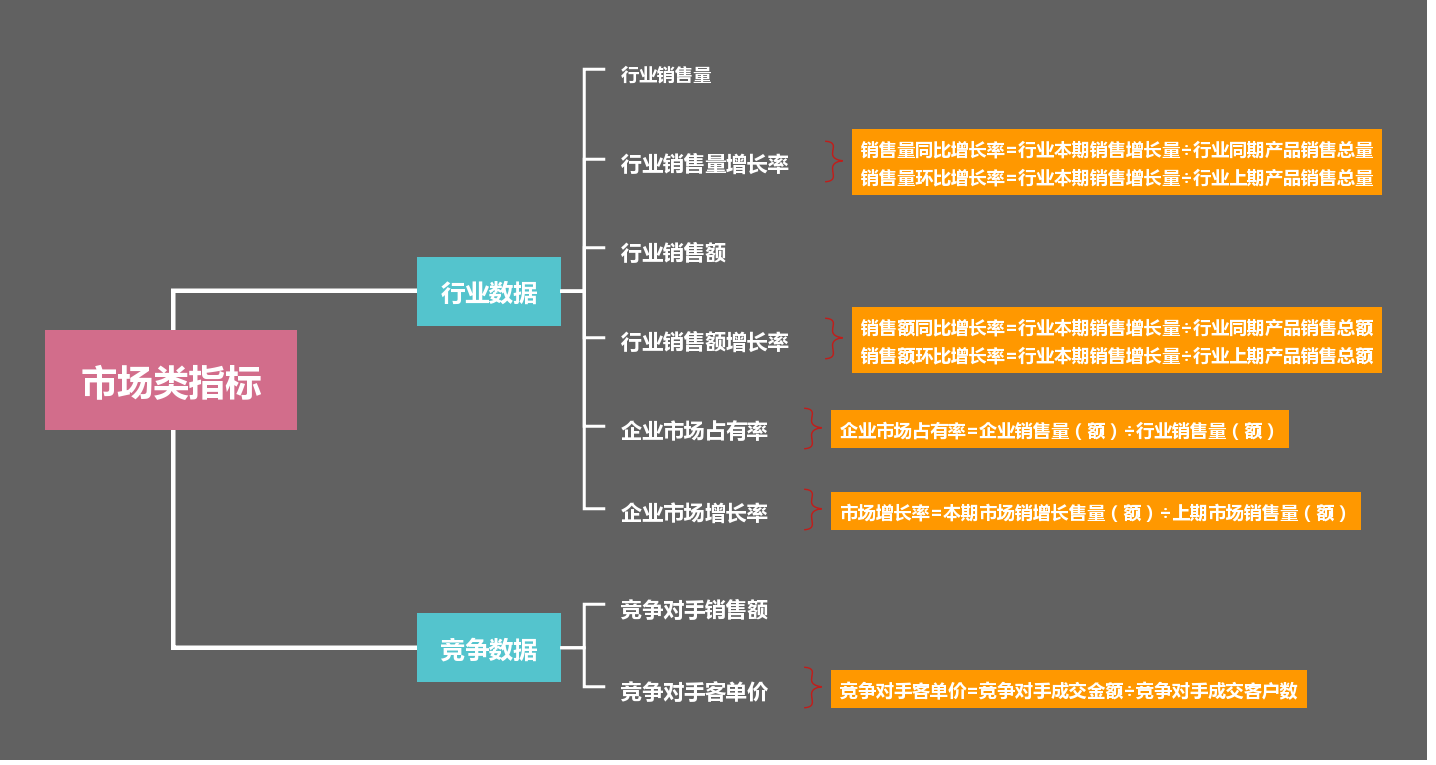 市场类指标
行业数据
行业销售量
行业销售量增长率
销售量同比增长率=行业本期销售增长量÷行业同期产品销售总量
销售量环比增长率=行业本期销售增长量÷行业上期产品销售总量
行业销售额
行业销售额增长率
销售额同比增长率=行业本期销售增长量÷行业同期产品销售总额
销售额环比增长率=行业本期销售增长量÷行业上期产品销售总额
企业市场占有率
企业市场占有率=企业销售量（额）÷行业销售量（额）
企业市场增长率
市场增长率=本期市场销增长售量（额）÷上期市场销售量（额）
竞争数据
竞争对手销售额
竞争对手客单价
竞争对手客单价=竞争对手成交金额÷竞争对手成交客户数